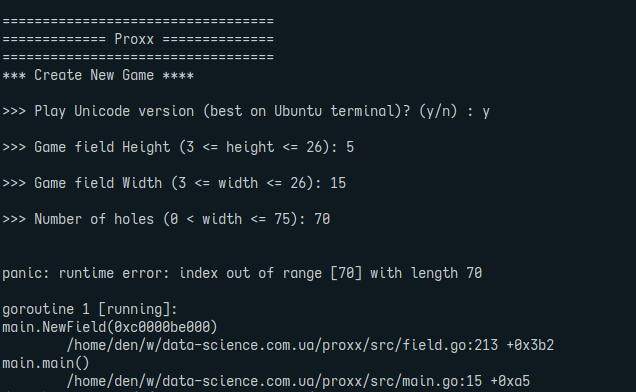 ==================================
============= Proxx ==============
==================================
*** Create New Game ****
>>> Play Unicode version (best on Ubuntu terminal)? (y/n) : y
>>> Game field Height (3 <= height <= 26): 5
>>> Game field Width (3 <= width <= 26): 15
>>> Number of holes (0 < width <= 75): 70
panic: runtime error: index out of range [70] with length 70
goroutine 1 [running]:
main.NewField(0xc0000be000)
/home/den/w/data-science.com.ua/proxx/src/field.go:213 +0x3b2
main.main()
/home/den/w/data-science.com.ua/proxx/src/main.go:15 +0xa5